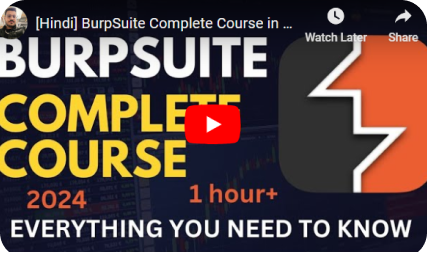 [Hindi] BurpSuite Complete Course in ...
Watch Later
Share
BURPSUITE
COMPLETE
COURSE
2024
1 hour+
EVERYTHING YOU NEED TO KNOW